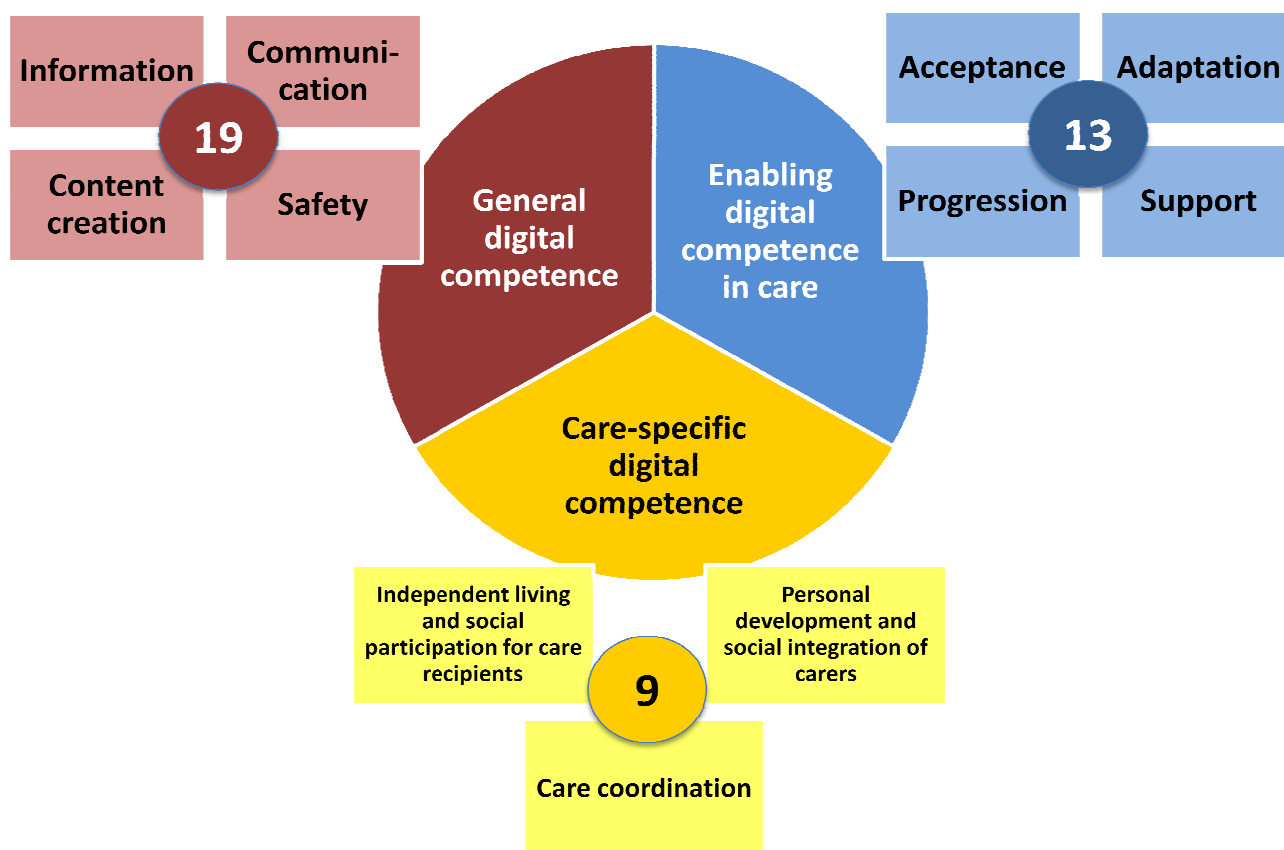 Information
Communi-
cation
19
Content
creation
Safety
General
digital
competence
Enabling
digital
competence
in care
Acceptance
Adaptation
13
Progression
Support
Care-specific
digital
competence
Independent living
and social
participation for care
recipients
Personal
development and
social integration of
carers
9
Care coordination